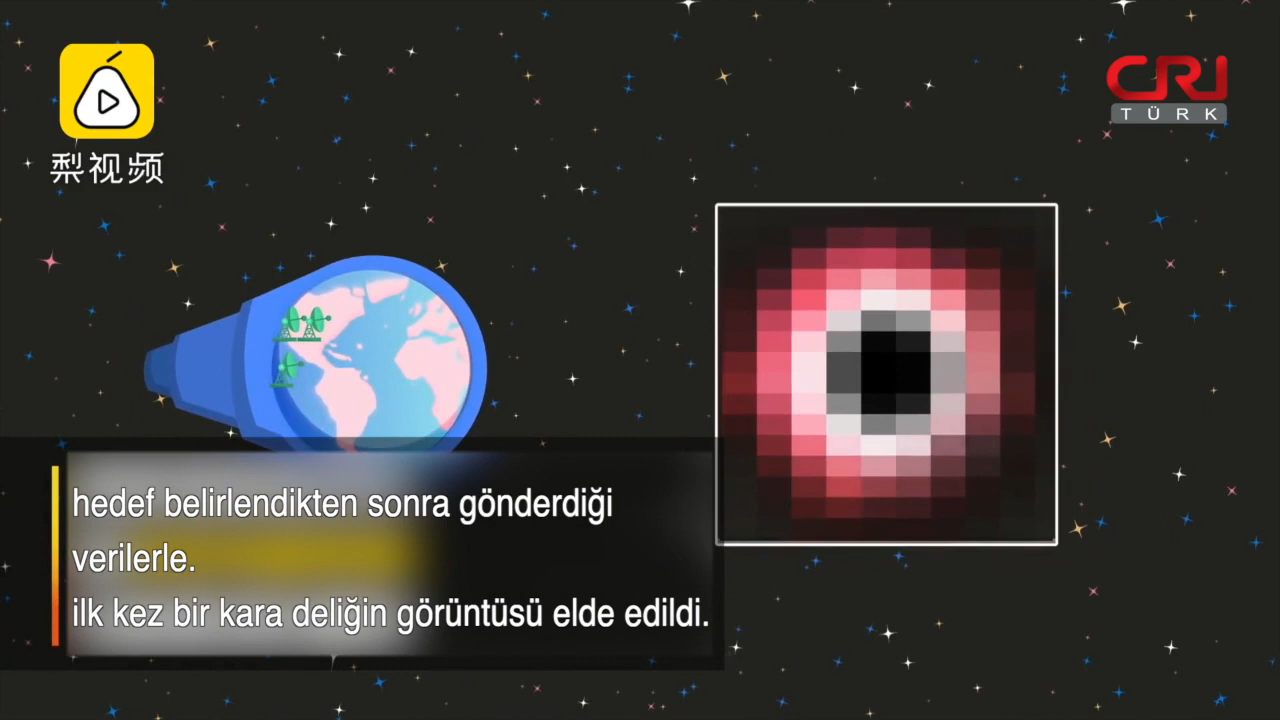 梨视频
CRI
TÜRK
hedef belirlendikten sonra gönderdiği
verilerle.
ilk kez bir kara deliğin görüntüsü elde edildi.